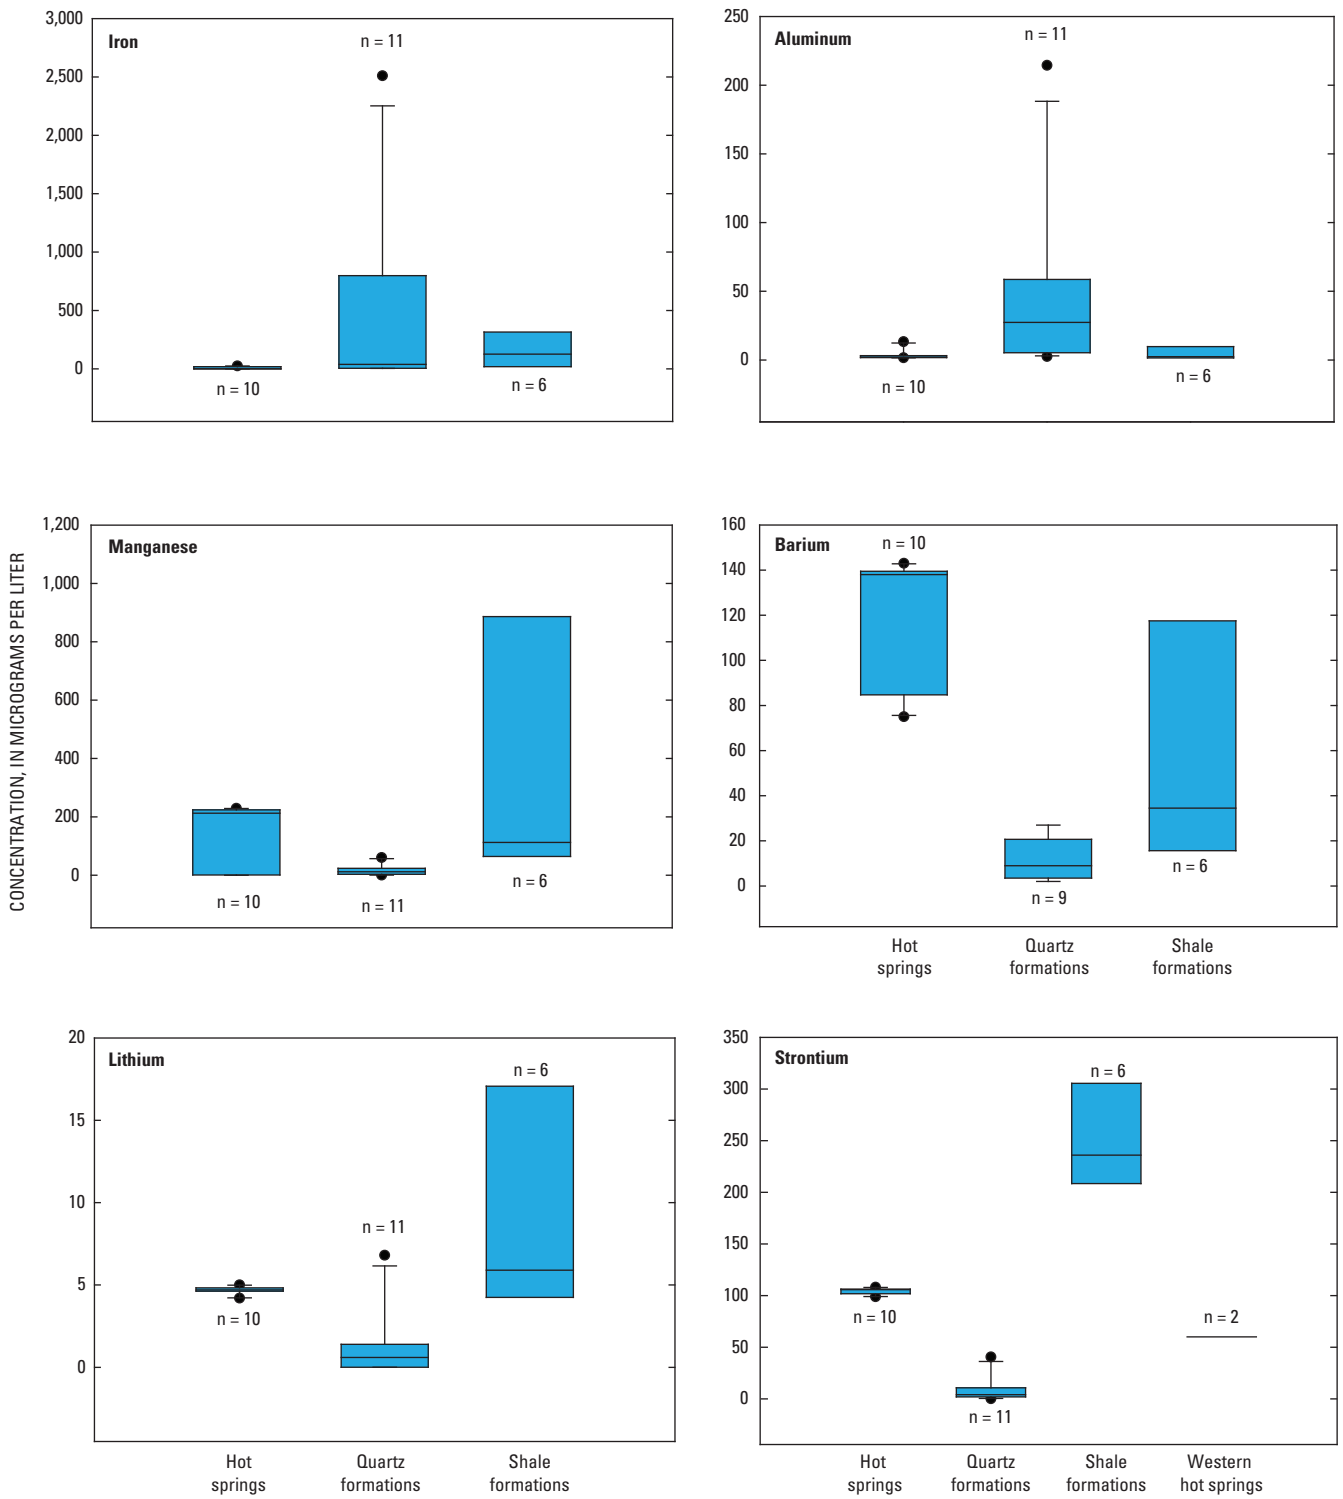 CONCENTRATION, IN MICROGRAMS PER LITER
Iron
3,000
2,500
2,000
1,500
1,000
500
0
n = 11
n = 10
n = 6
Aluminum
250
200
150
100
50
0
n = 11
n = 10
n = 6
Manganese
1,200
1,000
800
600
400
200
0
n = 10
n = 11
n = 6
Barium
160
140
120
100
80
60
40
20
0
n = 10
n = 9
n = 6
Hot
springs
Quartz
formations
Shale
formations
Lithium
20
15
10
5
0
n = 6
n = 11
n = 10
Hot
springs
Quartz
formations
Shale
formations
Strontium
350
300
250
200
150
100
50
0
n = 6
n = 10
n = 2
n = 11
Hot
springs
Quartz
formations
Shale
formations
Western
hot springs